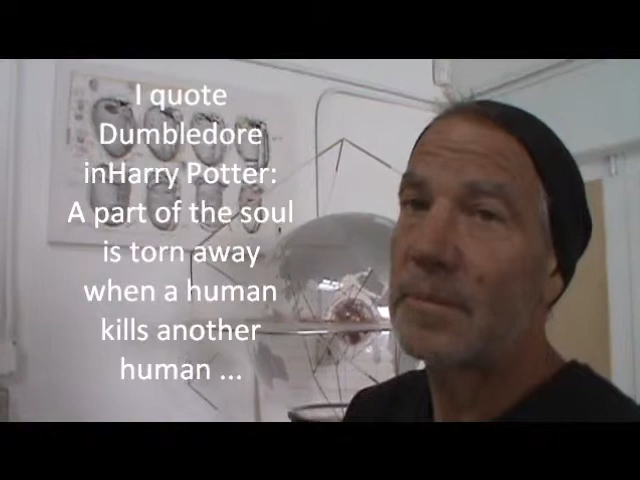 I quote
Dumbledore
inHarry Potter:
A part of the soul
is torn away
when a human
kills another
human ...